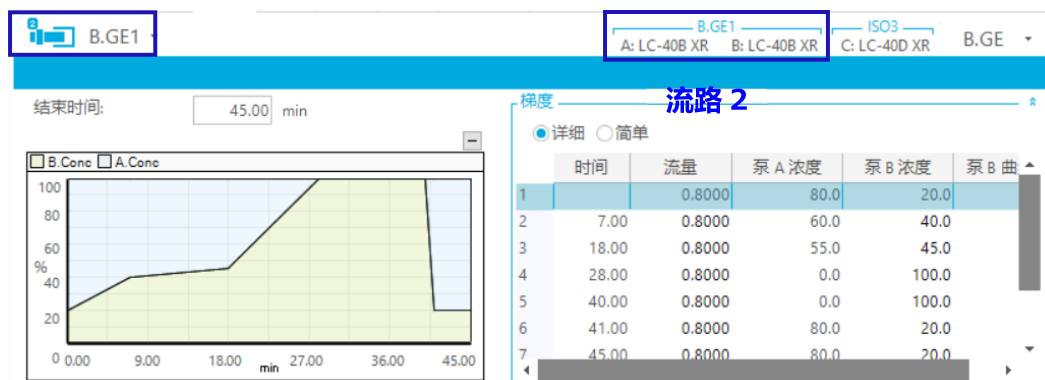 2
B.GE1
B.GE1
A: LC-40B XR B: LC-40B XR
ISO3
C: LC-40D XR
B.GE
结束时间: 45.00 min
梯度
流路 2
详细 简单
B.Conc A.Conc
100
80
60
%
40
20
0 0.00 9.00 18.00 min 27.00 36.00 45.00
时间 流量 泵 A 浓度 泵 B 浓度 泵 B 曲
1 0.8000 80.0 20.0
2 7.00 0.8000 60.0 40.0
3 18.00 0.8000 55.0 45.0
4 28.00 0.8000 0.0 100.0
5 40.00 0.8000 0.0 100.0
6 41.00 0.8000 80.0 20.0
7 45.00 0.8000 80.0 20.0